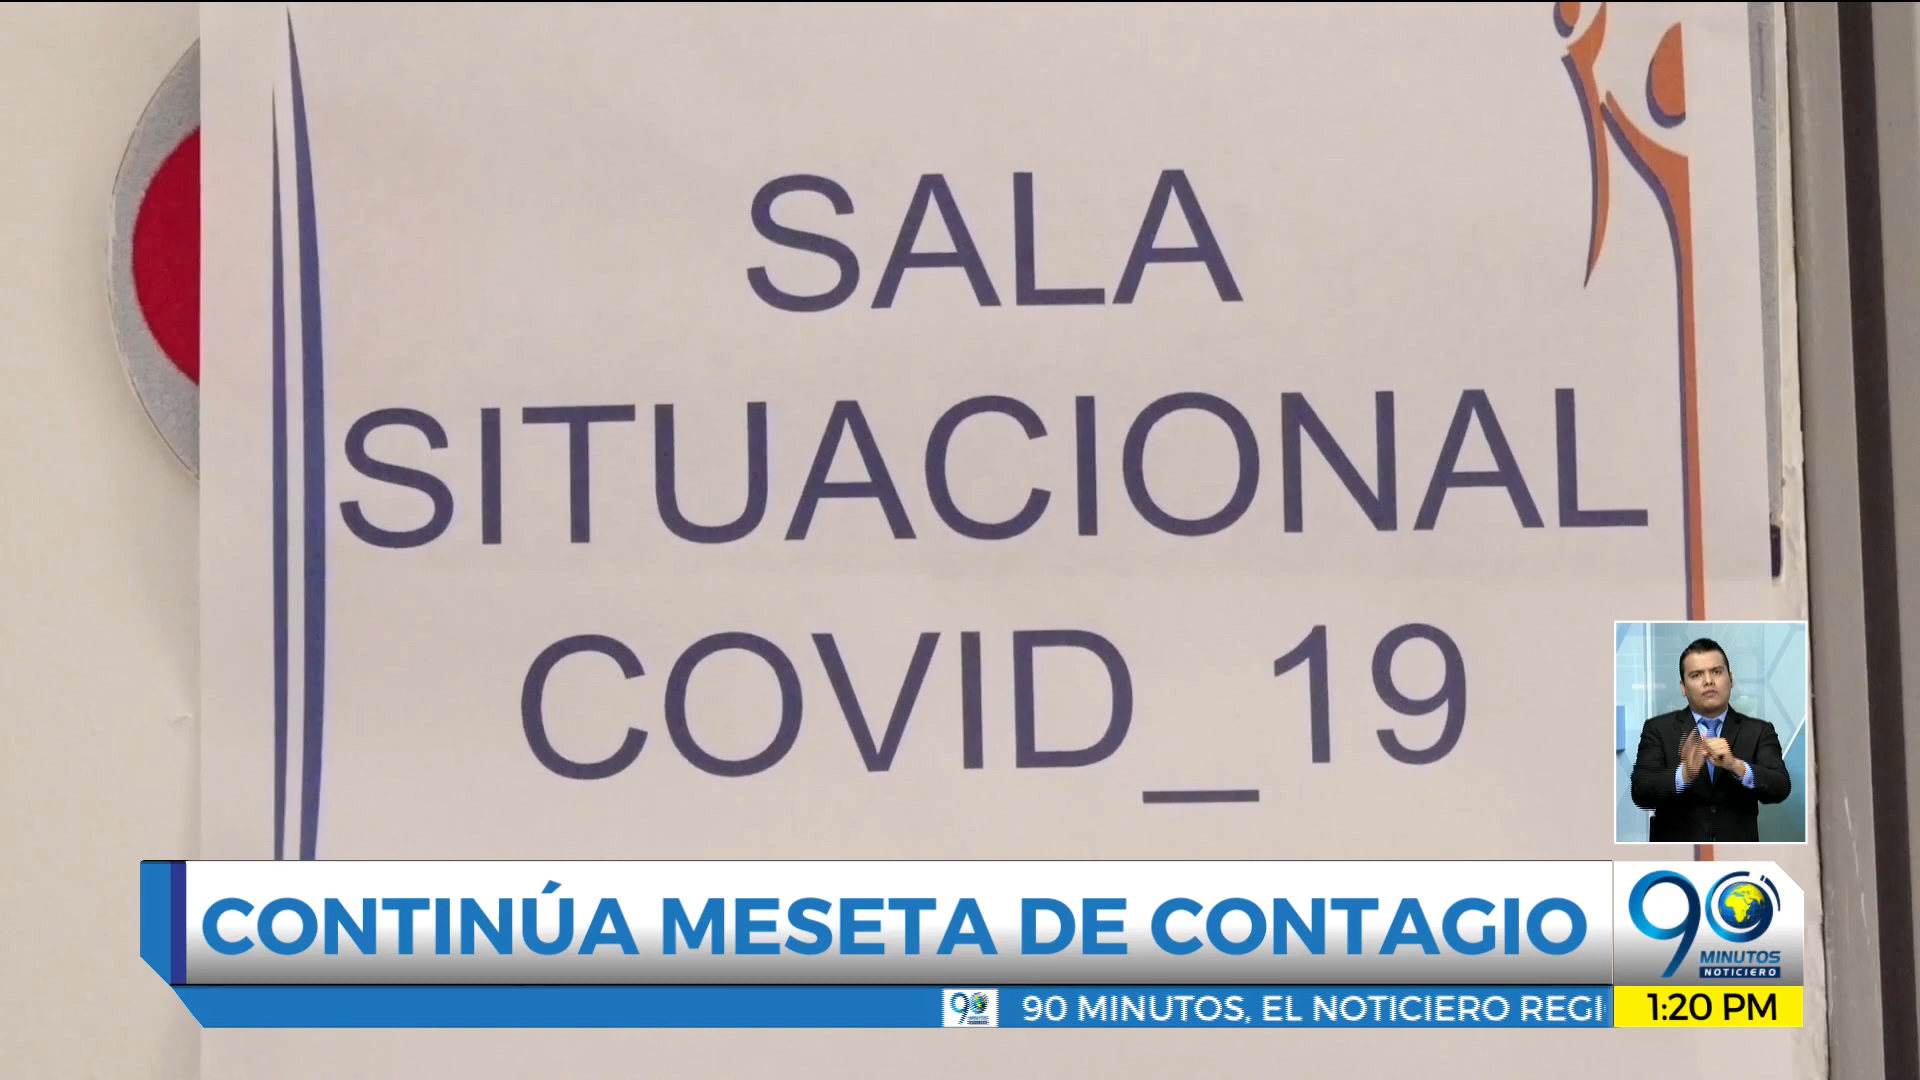 SALA
SITUACIONAL
COVID_19
CONTINÚA MESETA DE CONTAGIO
90
MINUTOS
NOTICIERO
90 MINUTOS, EL NOTICIERO REGI
1:20 PM